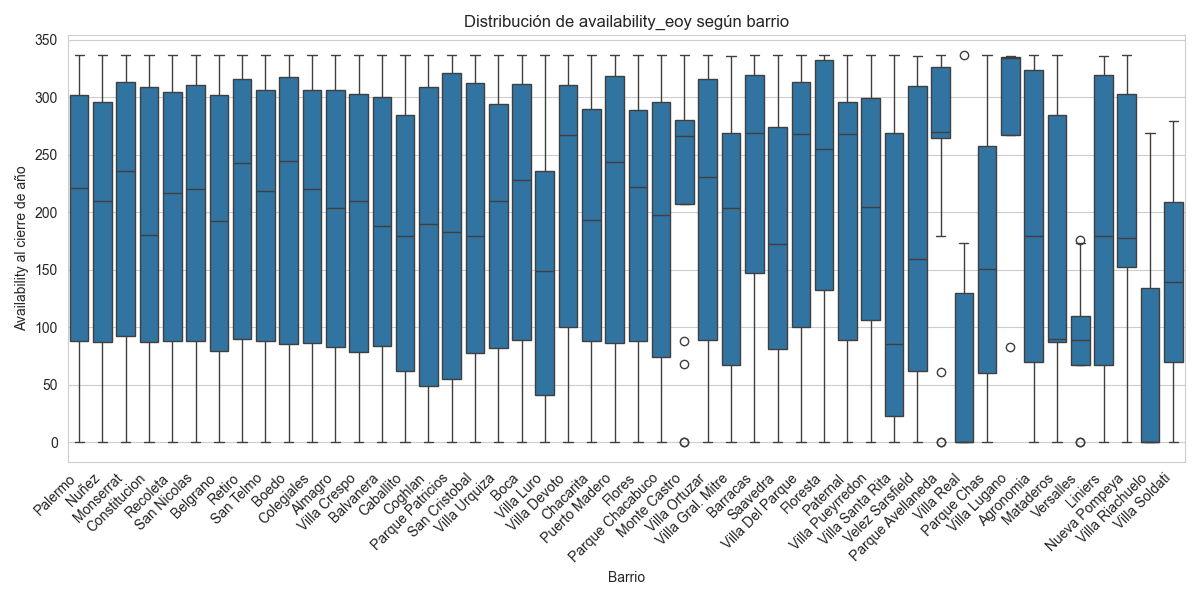 Distribución de availability_eoy según barrio
Availability al cierre de año
350
300
250
200
150
100
50
0
Palermo
Nuñez
Monserrat
Constitucion
Recoleta
San Nicolas
Belgrano
Retiro
San Telmo
Boedo
Colegiales
Almagro
Villa Crespo
Balvanera
Caballito
Coghlan
Parque Patricios
San Cristobal
Villa Urquiza
Boca
Villa Luro
Villa Devoto
Chacarita
Puerto Madero
Flores
Parque Chacabuco
Monte Castro
Villa Ortuzar
Villa Gral. Mitre
Barracas
Saavedra
Villa Del Parque
Floresta
Paternal
Villa Pueyrredon
Villa Santa Rita
Velez Sarsfield
Parque Avellaneda
Villa Real
Parque Chas
Villa Lugano
Agronomia
Mataderos
Versalles
Liniers
Nueva Pompeya
Villa Riachuelo
Villa Soldati
Barrio